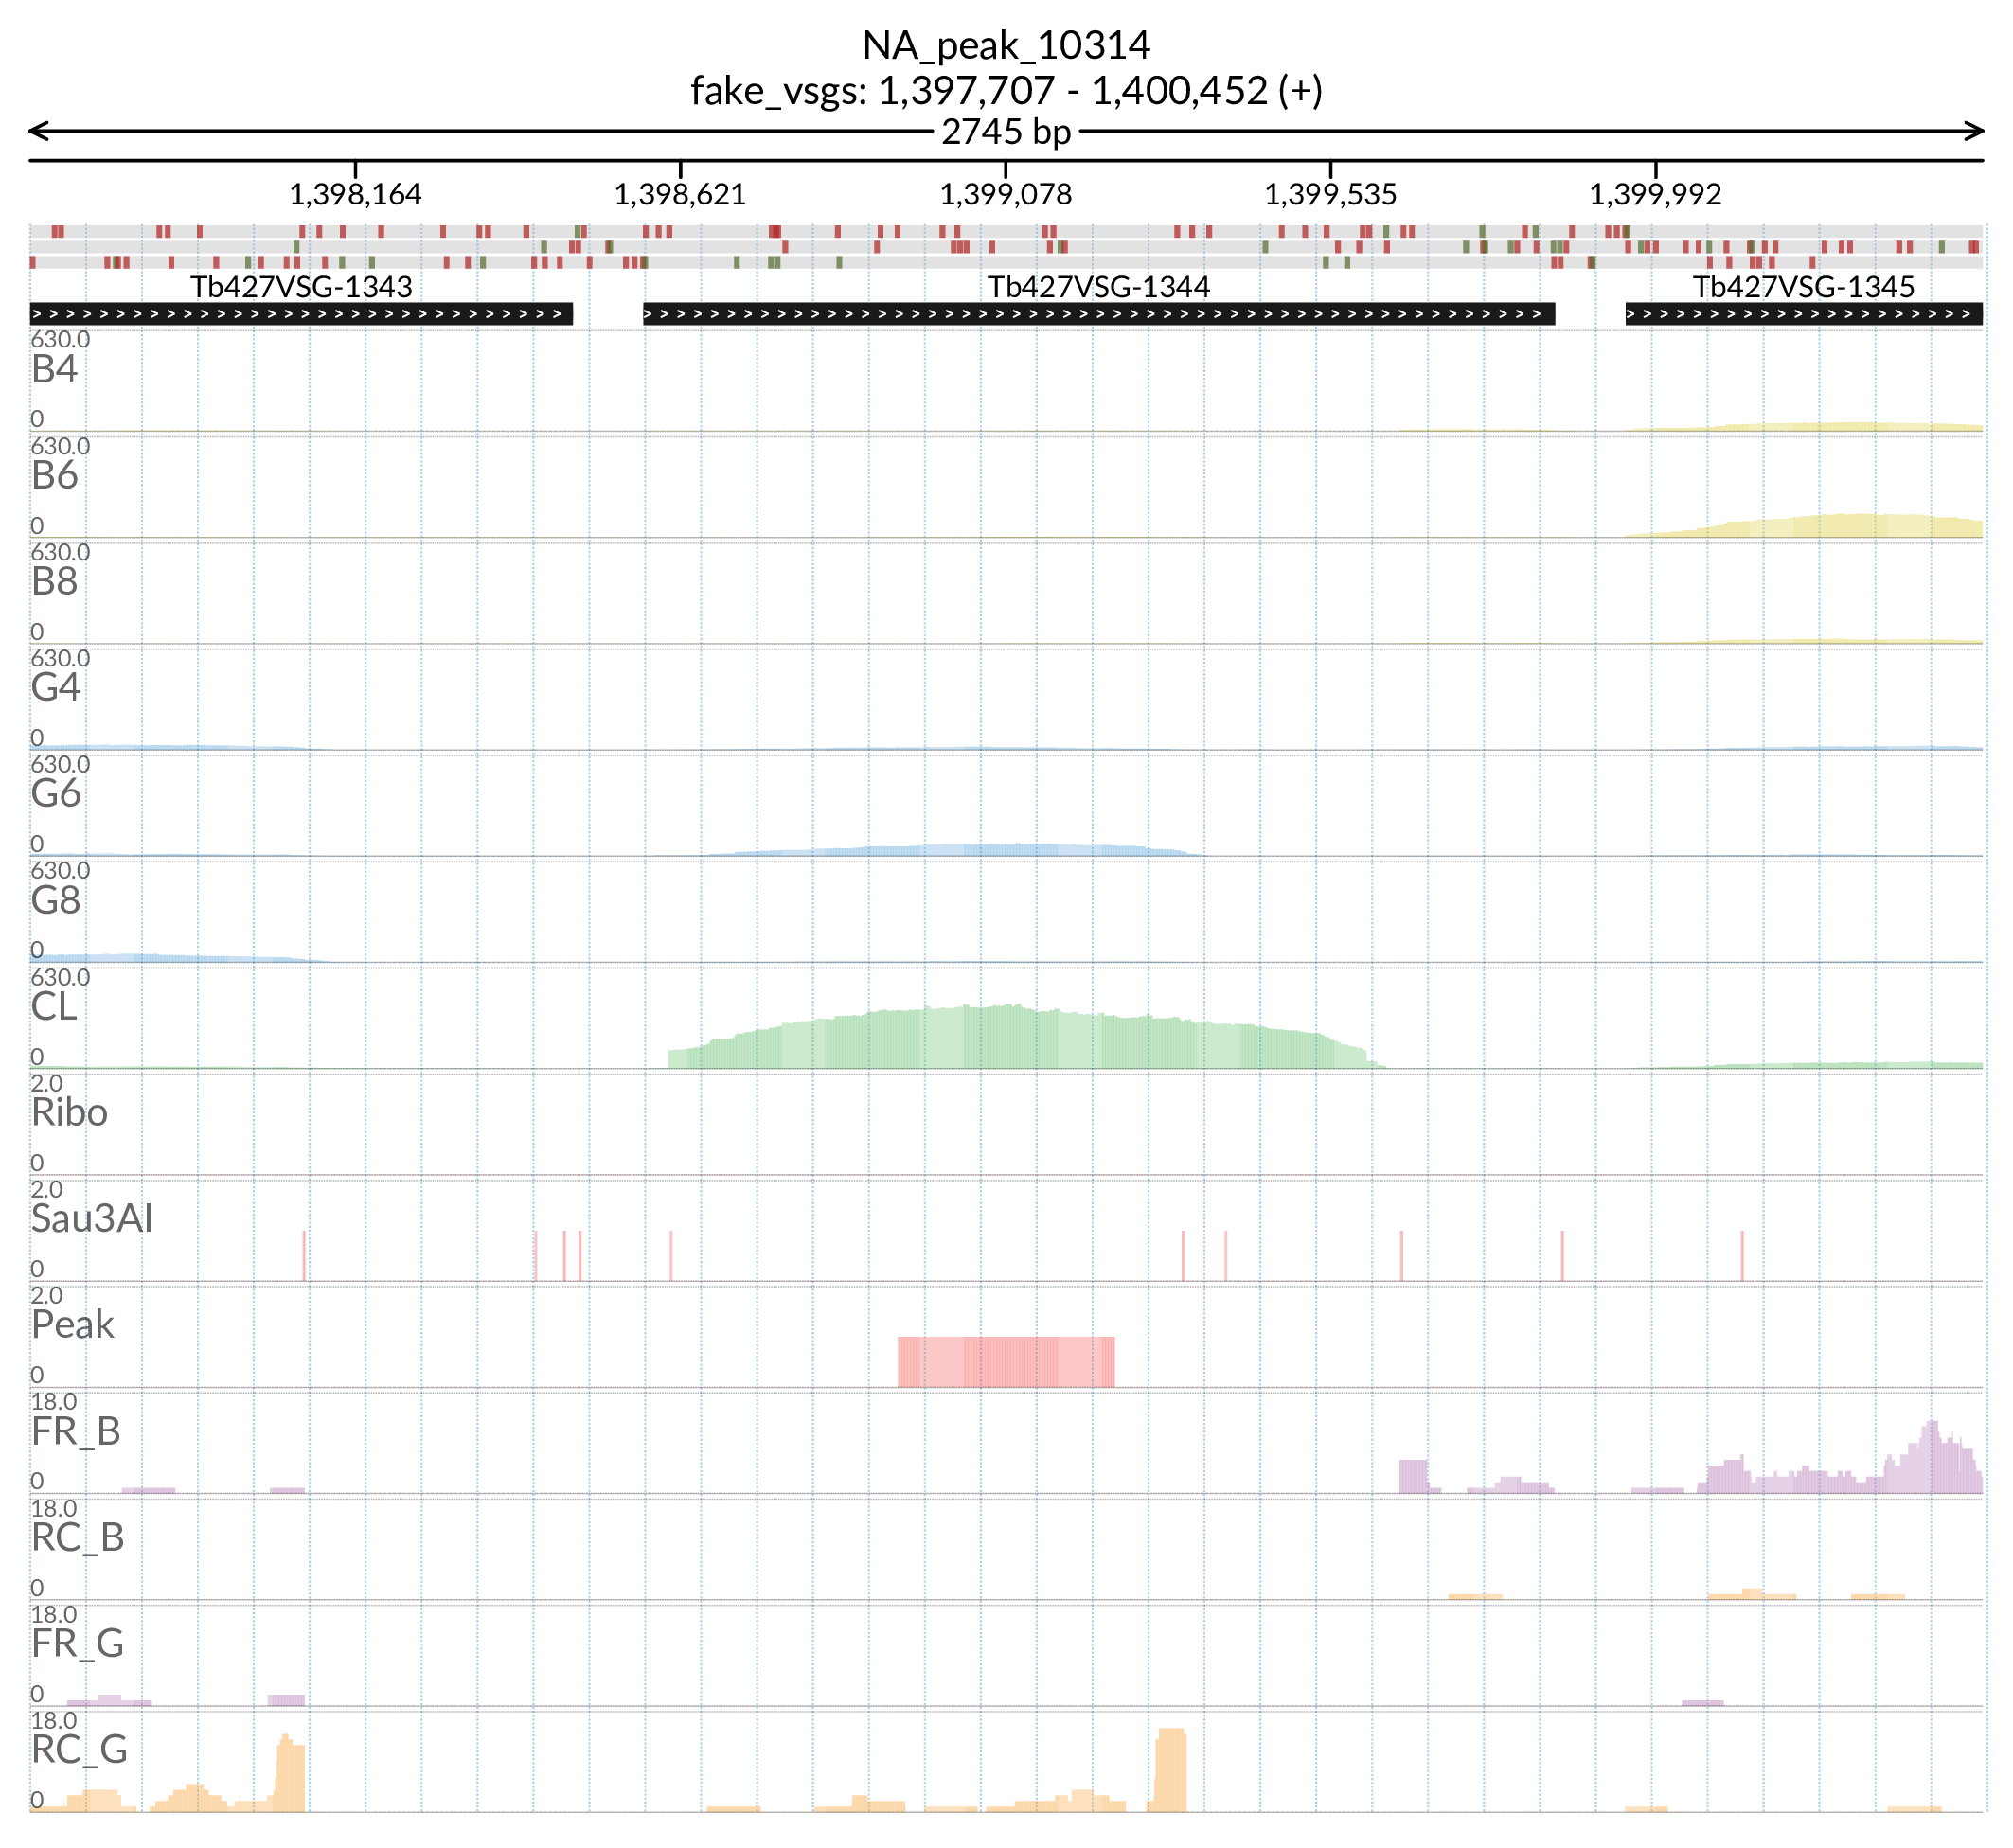 NA_peak_10314
fake_vsgs: 1,397,707 - 1,400,452 (+)
2745 bp
1,398,164 1,398,621 1,399,078 1,399,535 1,399,992
Tb427VSG-1343 Tb427VSG-1344 Tb427VSG-1345
630.0
B4
0
630.0
B6
0
630.0
B8
0
630.0
G4
0
630.0
G6
0
630.0
G8
0
630.0
CL
0
2.0
Ribo
0
2.0
Sau3AI
0
2.0
Peak
0
18.0
FR_B
0
18.0
RC_B
0
18.0
FR_G
0
18.0
RC_G
0